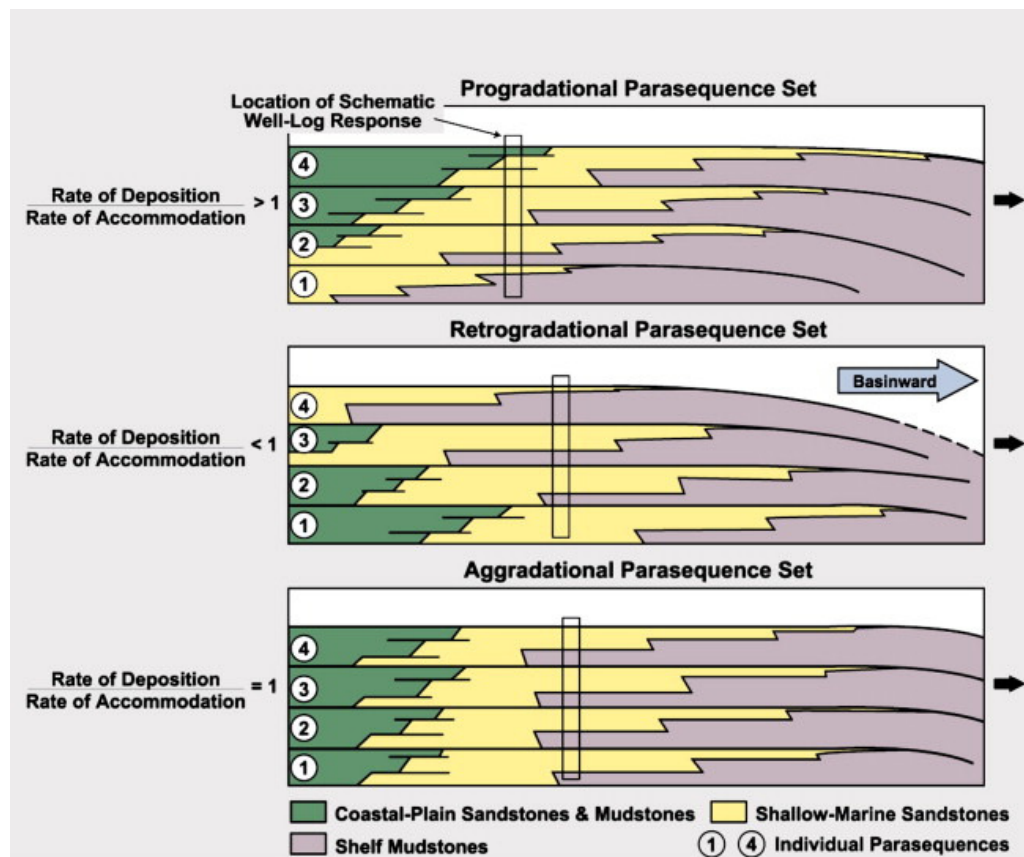 Progradational Parasequence Set
Location of Schematic
Well-Log Response
Rate of Deposition
Rate of Accommodation
> 1
4
3
2
1
Retrogradational Parasequence Set
Basinward
Rate of Deposition
Rate of Accommodation
< 1
4
3
2
1
Aggradational Parasequence Set
Rate of Deposition
Rate of Accommodation
= 1
4
3
2
1
Coastal-Plain Sandstones & Mudstones
Shallow-Marine Sandstones
Shelf Mudstones
1 4 Individual Parasequences